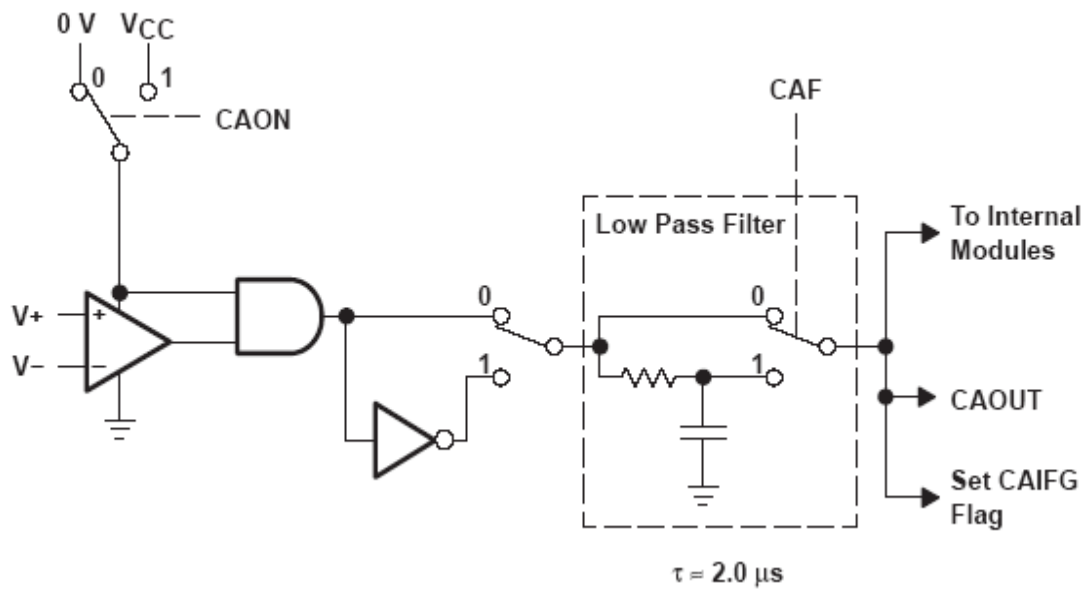 0 V VCC
0 1
CAON
CAF
Low Pass Filter
To Internal
Modules
V+
+
V−
−
0
1
0
1
CAOUT
Set CAIFG
Flag
τ ≈ 2.0 μs